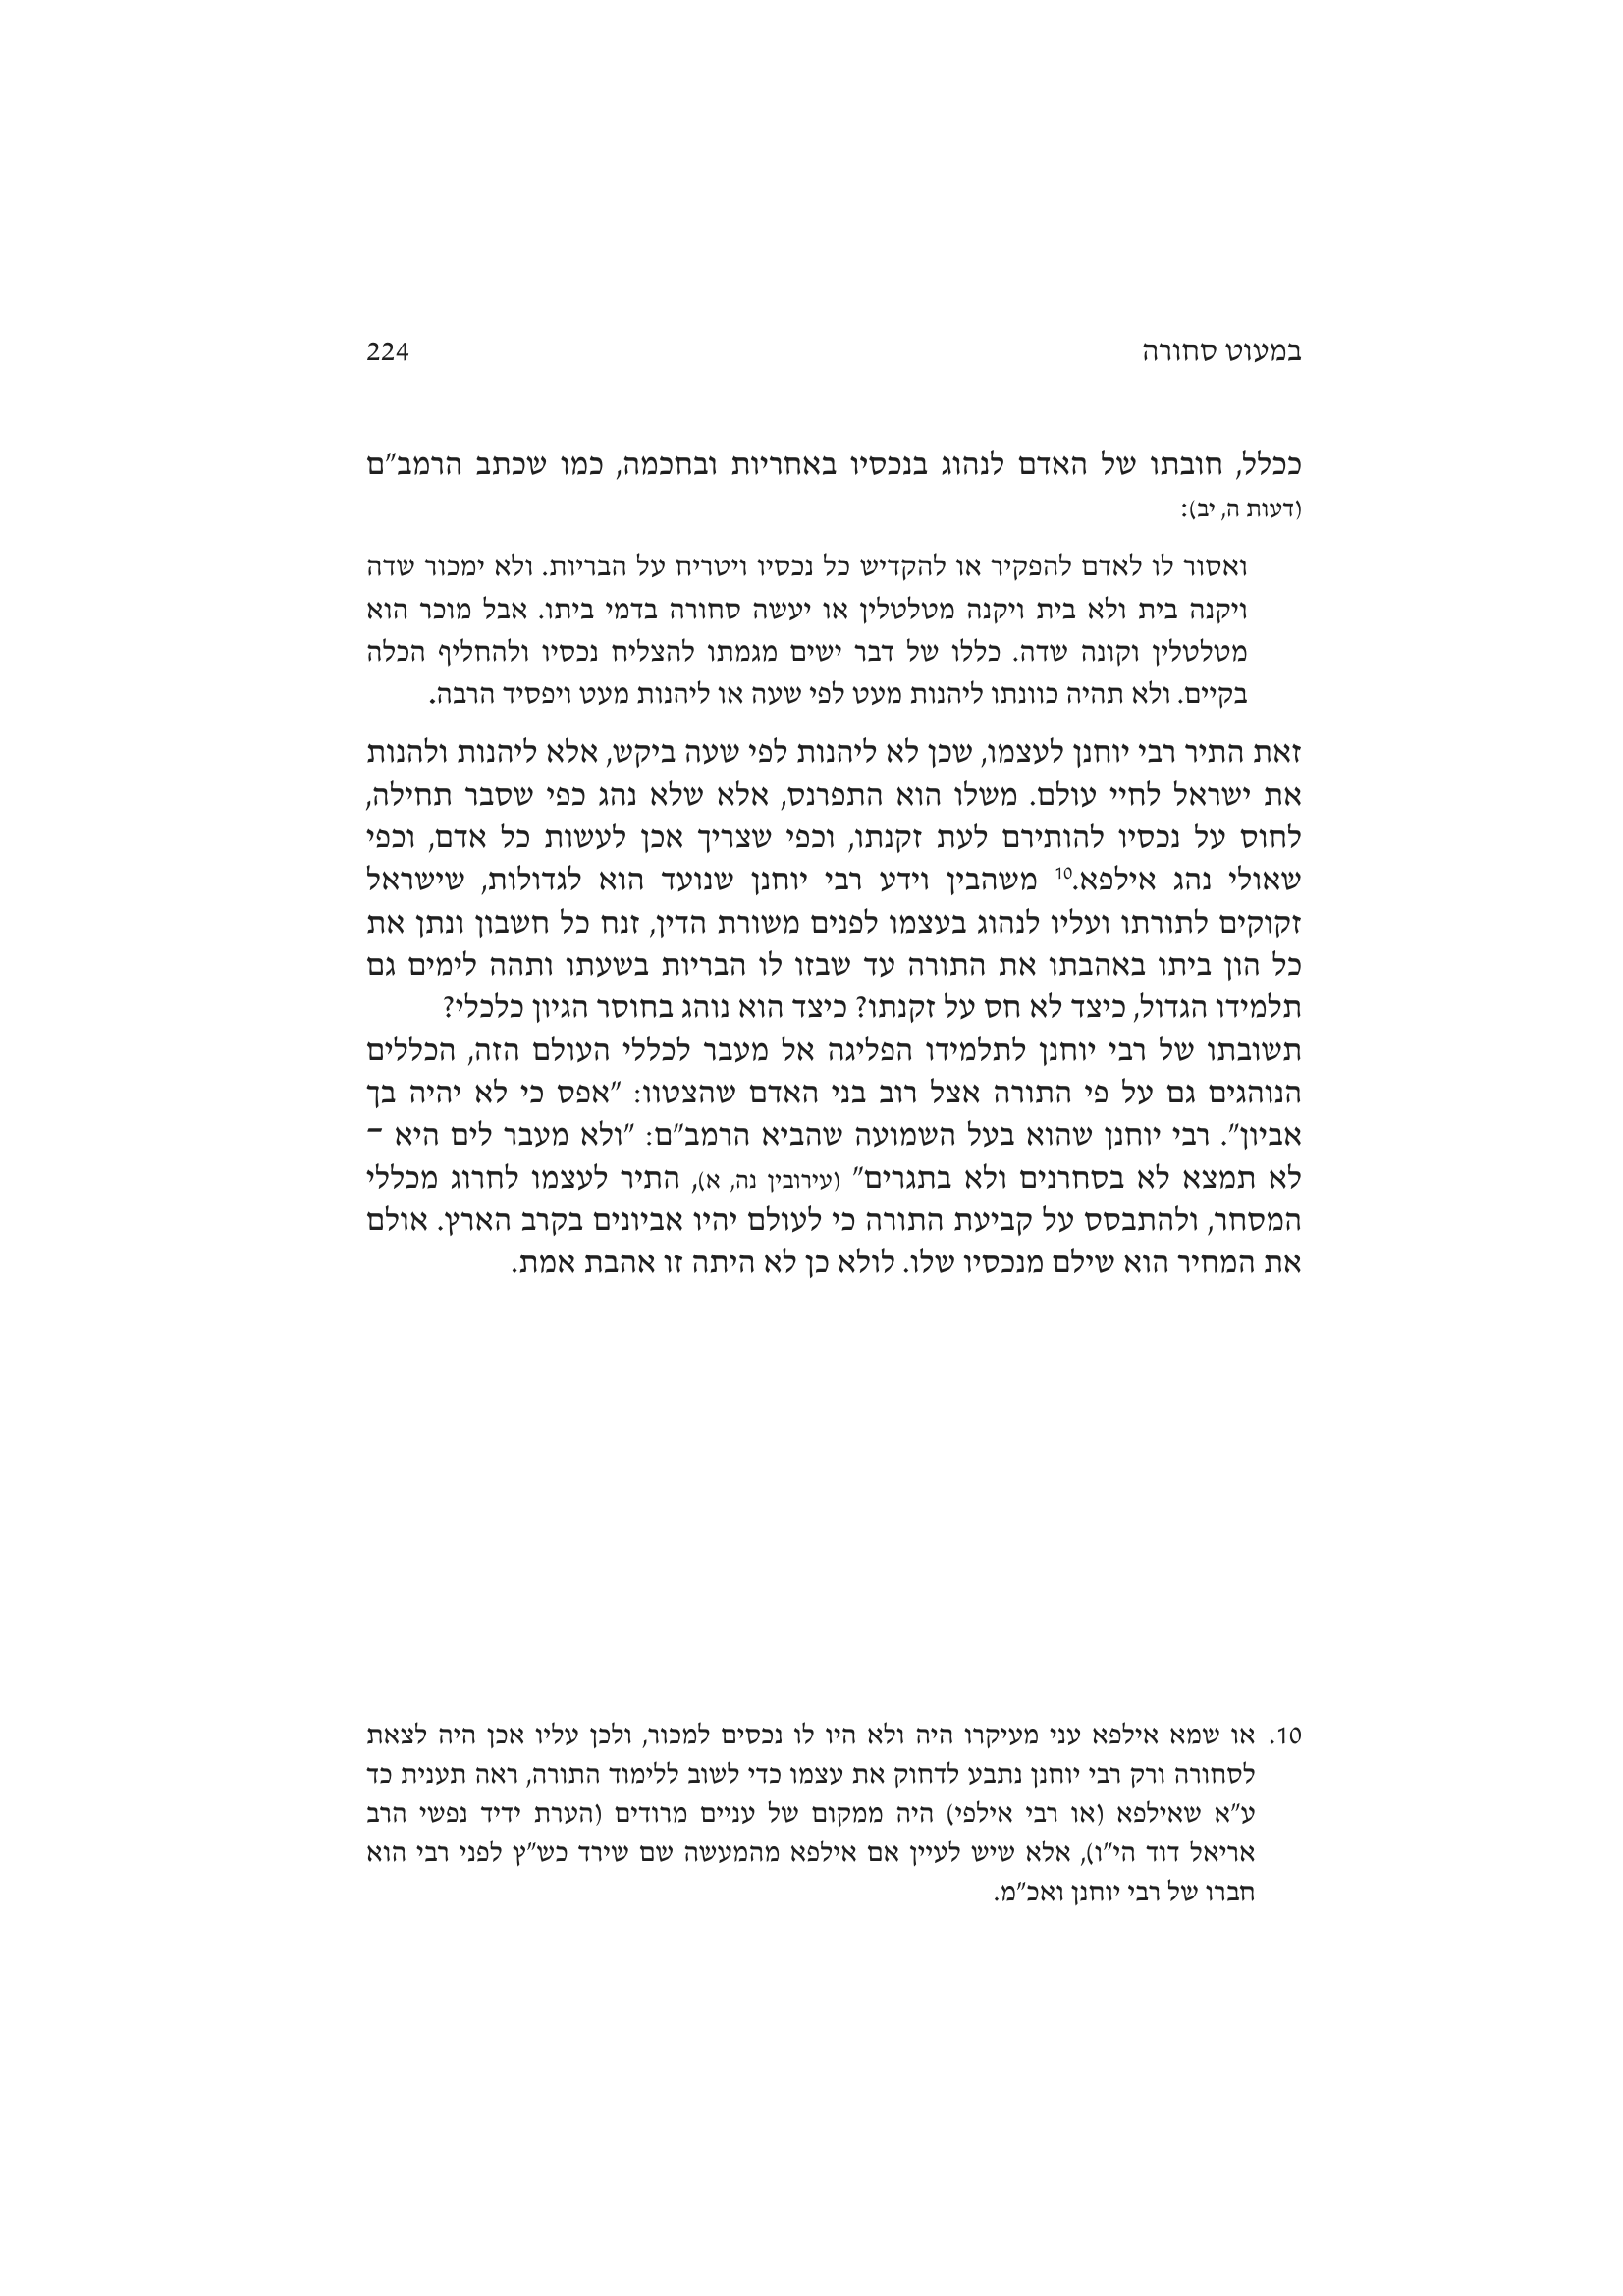 במעוט סחורה 224
ככלל, חובתו של האדם לנהוג בנכסיו באחריות ובחכמה, כמו שכתב הרמב"ם
(דעות ה, יב):
ואסור לו לאדם להפקיר או להקדיש כל נכסיו ויטריח על הבריות. ולא ימכור שדה
ויקנה בית ולא בית ויקנה מטלטלין או יעשה סחורה בדמי ביתו. אבל מוכר הוא
מטלטלין וקונה שדה. כללו של דבר ישים מגמתו להצליח נכסיו ולהחליף הכלה
בקיים. ולא תהיה כוונתו ליהנות מעט לפי שעה או ליהנות מעט ויפסיד הרבה.
זאת התיר רבי יוחנן לעצמו, שכן לא ליהנות לפי שעה ביקש, אלא ליהנות ולהנות
את ישראל לחיי עולם. משלו הוא התפרנס, אלא שלא נהג כפי שסבר תחילה,
לחוס על נכסיו להותירם לעת זקנתו, וכפי שצריך אכן לעשות כל אדם, וכפי
שאולי נהג אילפא.10 משהבין וידע רבי יוחנן שנועד הוא לגדולות, שישראל
זקוקים לתורתו ועליו לנהוג בעצמו לפנים משורת הדין, זנח כל חשבון ונתן את
כל הון ביתו באהבתו את התורה עד שבזו לו הבריות בשעתו ותהה לימים גם
תלמידו הגדול, כיצד לא חס על זקנתו? כיצד הוא נוהג בחוסר הגיון כלכלי?
תשובתו של רבי יוחנן לתלמידו הפליגה אל מעבר לכללי העולם הזה, הכללים
הנוהגים גם על פי התורה אצל רוב בני האדם שהצטוו: "אפס כי לא יהיה בך
אביון". רבי יוחנן שהוא בעל השמועה שהביא הרמב"ם: "ולא מעבר לים היא –
לא תמצא לא בסחרנים ולא בתגרים" (עירובין נה, א), התיר לעצמו לחרוג מכללי
המסחר, ולהתבסס על קביעת התורה כי לעולם יהיו אביונים בקרב הארץ. אולם
את המחיר הוא שילם מנכסיו שלו. לולא כן לא היתה זו אהבת אמת.
10. או שמא אילפא עני מעיקרו היה ולא היו לו נכסים למכור, ולכן עליו אכן היה לצאת
לסחורה ורק רבי יוחנן נתבע לדחוק את עצמו כדי לשוב ללימוד התורה, ראה תענית כד
ע"א שאילפא (או רבי אילפי) היה ממקום של עניים מרודים (הערת ידיד נפשי הרב
אריאל דוד הי"ו), אלא שיש לעיין אם אילפא מהמעשה שם שירד כש"ץ לפני רבי הוא
חברו של רבי יוחנן ואכ"מ.